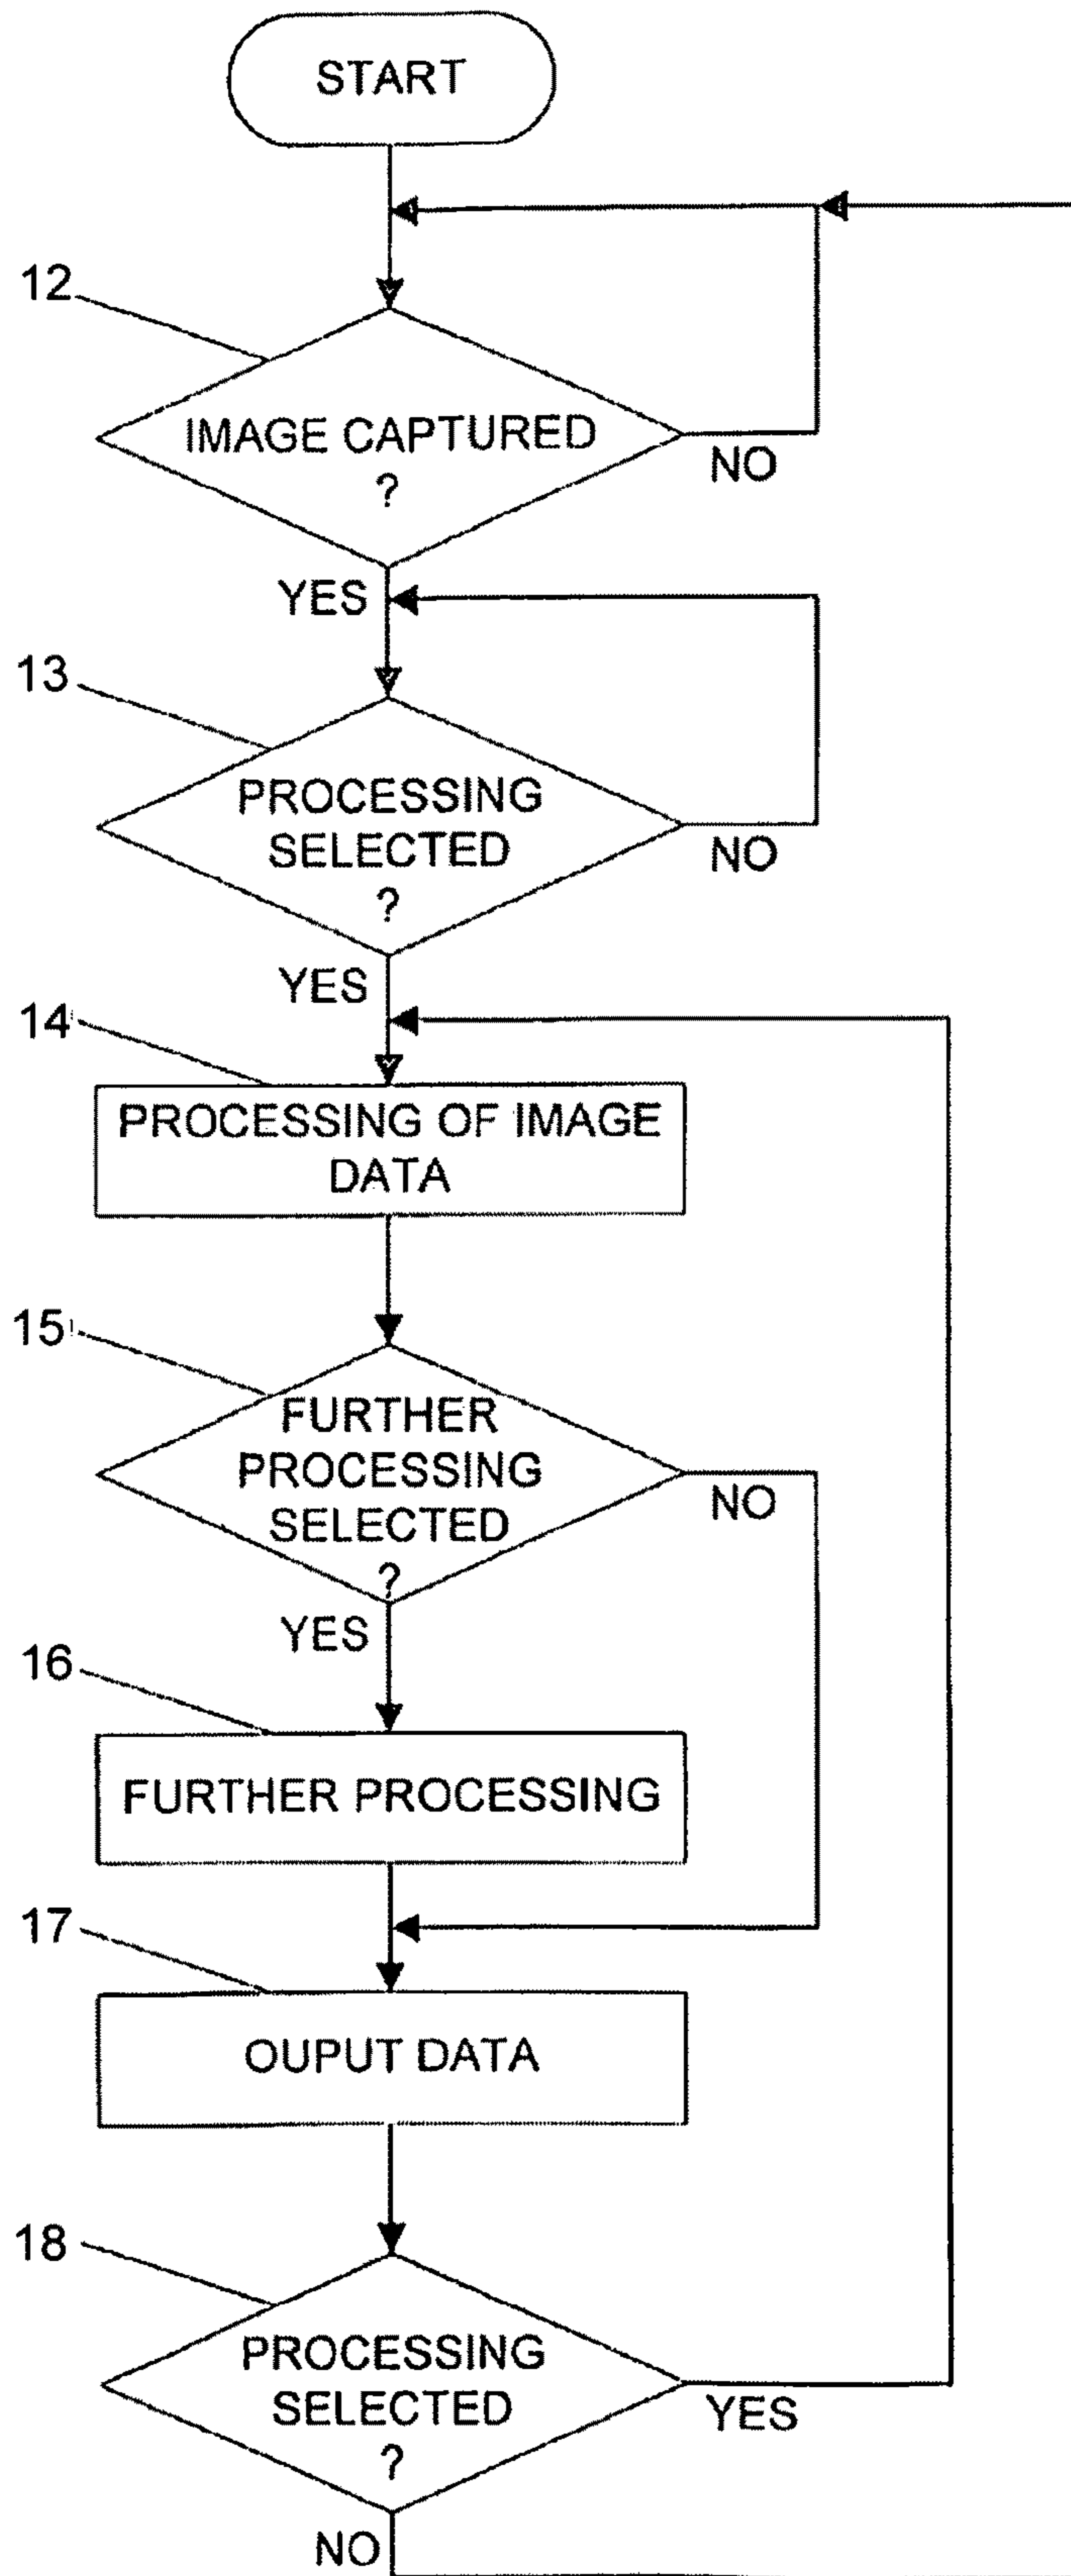 START
12
IMAGE CAPTURED
?
NO
YES
13
PROCESSING
SELECTED
?
NO
YES
14
PROCESSING OF IMAGE
DATA
15
FURTHER
PROCESSING
SELECTED
?
NO
YES
16
FURTHER PROCESSING
17
OUPUT DATA
18
PROCESSING
SELECTED
?
YES
NO